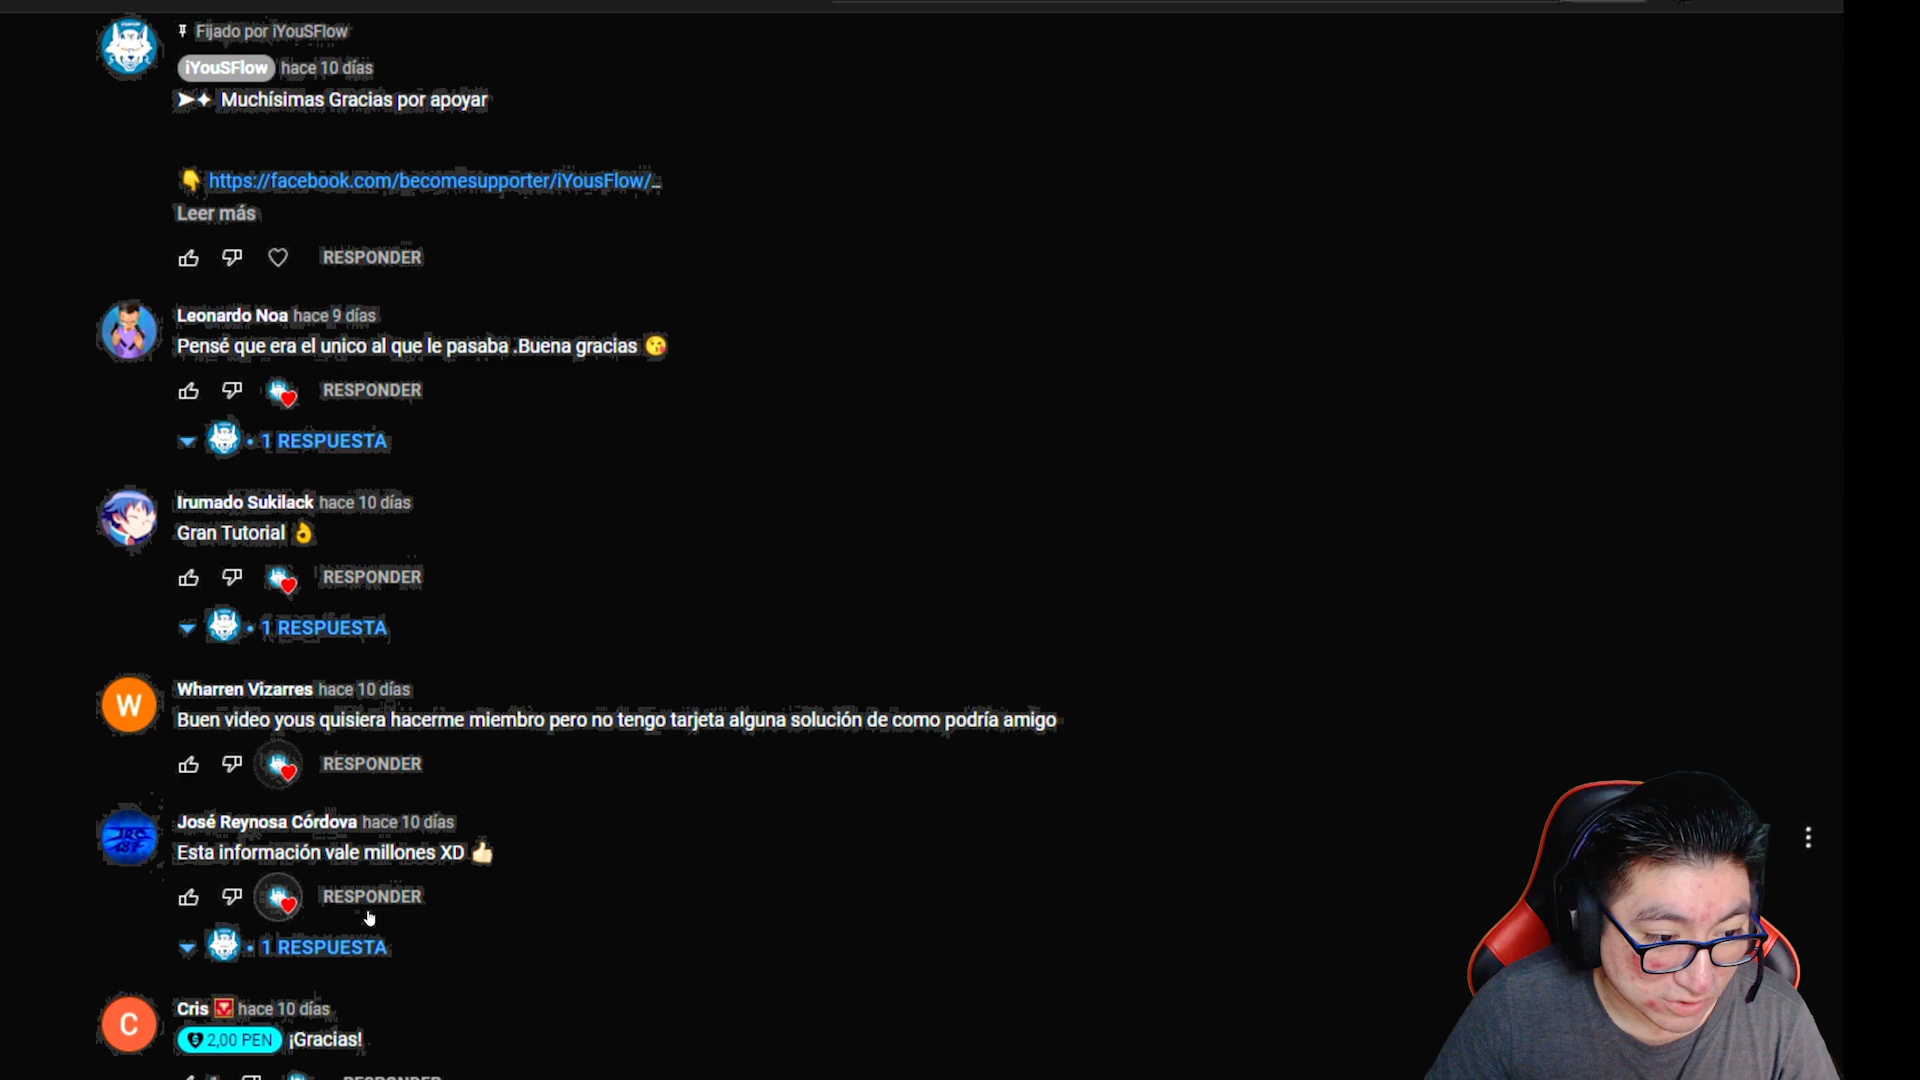 Fijado por iYouSFlow
iYouSFlow hace 10 días
➤✦ Muchísimas Gracias por apoyar
👇 https://facebook.com/becomesupporter/iYousFlow/
Leer más
RESPONDER
Leonardo Noa hace 9 días
Pensé que era el unico al que le pasaba .Buena gracias 😘
RESPONDER
• 1 RESPUESTA
Irumado Sukilack hace 10 días
Gran Tutorial 👌
RESPONDER
• 1 RESPUESTA
W
Wharren Vizarres hace 10 días
Buen video yous quisiera hacerme miembro pero no tengo tarjeta alguna solución de como podría amigo
RESPONDER
José Reynosa Córdova hace 10 días
Esta información vale millones XD 👍🏻
RESPONDER
• 1 RESPUESTA
C
Cris hace 10 días
2,00 PEN ¡Gracias!
RESPONDER